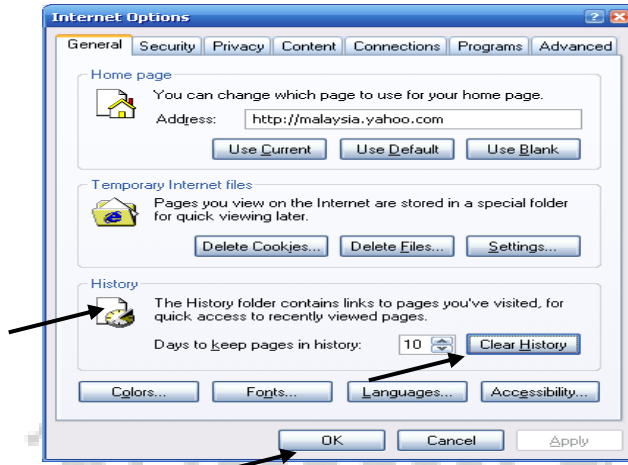 Internet Options
General Security Privacy Content Connections Programs Advanced
Home page
You can change which page to use for your home page.
Address: http://malaysia.yahoo.com
Use Current Use Default Use Blank
Temporary Internet files
Pages you view on the Internet are stored in a special folder
for quick viewing later.
Delete Cookies... Delete Files... Settings...
History
The History folder contains links to pages you've visited, for
quick access to recently viewed pages.
Days to keep pages in history: 10 Clear History
Colors... Fonts... Languages... Accessibility...
OK Cancel Apply